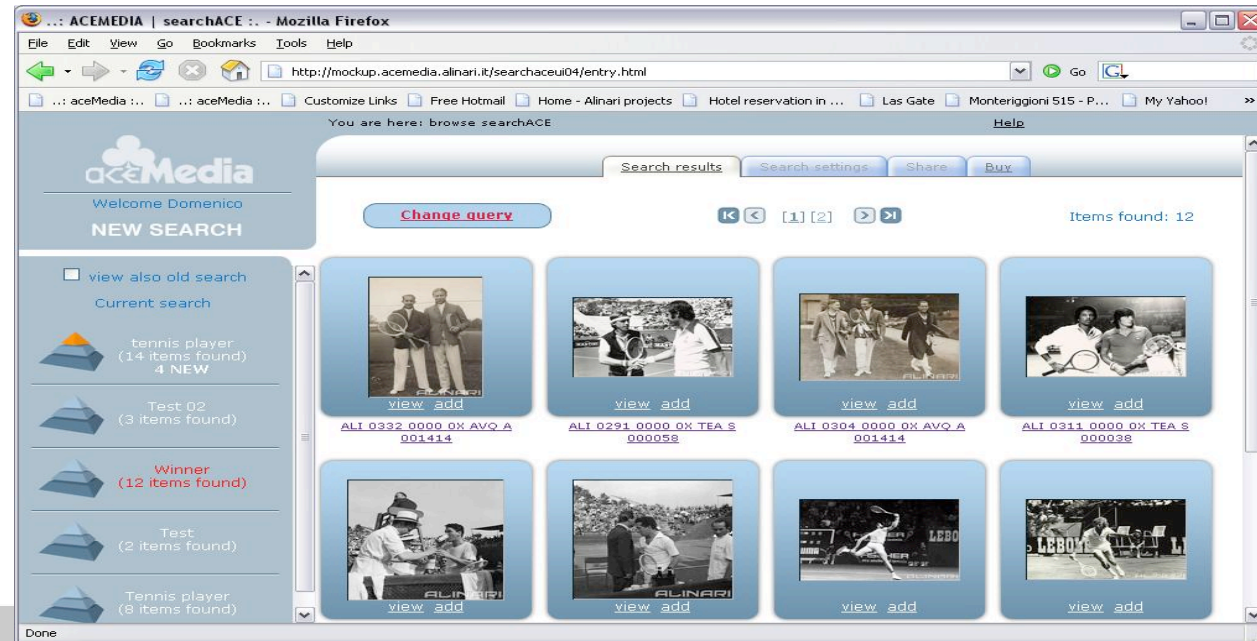 ..: ACEMEDIA | searchACE :. - Mozilla Firefox
File Edit View Go Bookmarks Tools Help
http://mockup.acemedia.alinari.it/searchaceui04/entry.html
Go
..: aceMedia :... ..: aceMedia :... Customize Links Free Hotmail Home - Alinari projects Hotel reservation in ... Las Gate Monteriggioni 515 - P... My Yahoo! »
You are here: browse searchACE Help
aceMedia
Search results Search settings Share Buy
Welcome Domenico
NEW SEARCH
Change query [1] [2] Items found: 12
view also old search
Current search
tennis player
(14 items found)
4 NEW
Test 02
(3 items found)
Winner
(12 items found)
Test
(2 items found)
Tennis player
(8 items found)
ALINARI
view add
ALI 0332 0000 0X AVQ A
001414
view add
ALI 0291 0000 0X TEA S
000058
ALINARI
view add
ALI 0304 0000 0X AVQ A
001414
view add
ALI 0311 0000 0X TEA S
000038
ALINARI
view add
ALINARI
view add
LEBO
ALINARI
view add
LEBOLE
view add
Done